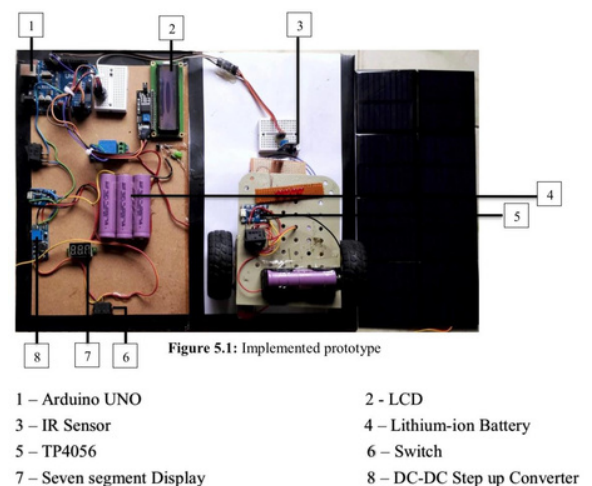 1
2
3
4
5
8
7
6
Figure 5.1: Implemented prototype
1 – Arduino UNO
2 - LCD
3 – IR Sensor
4 – Lithium-ion Battery
5 – TP4056
6 – Switch
7 – Seven segment Display
8 – DC-DC Step up Converter